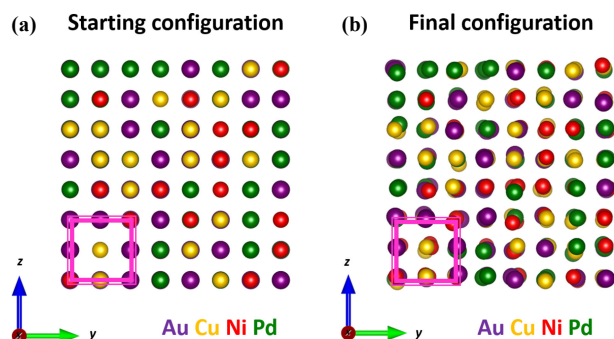 (a) Starting configuration
(b) Final configuration
z
y
x
Au Cu Ni Pd
z
y
x
Au Cu Ni Pd